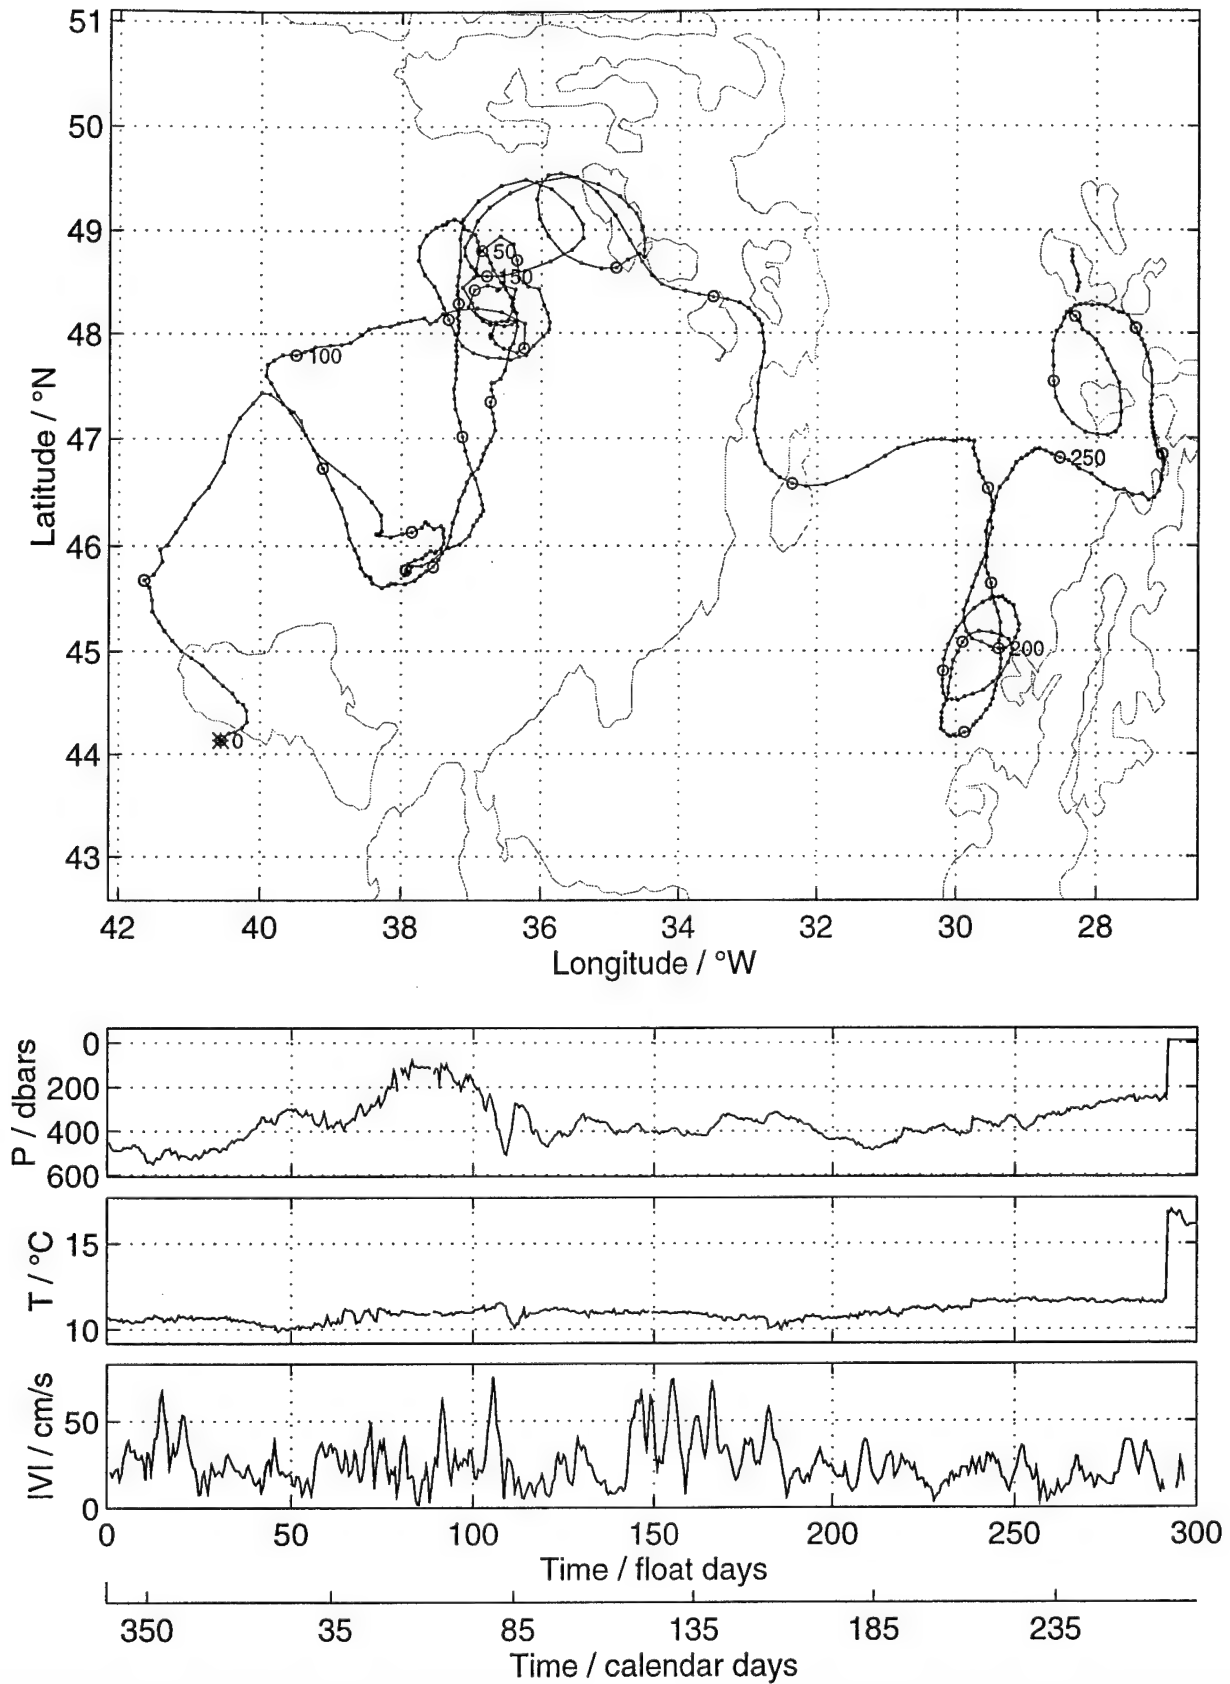 51
50
49
48
47
46
45
44
43
Latitude / °N
50
150
100
250
200
0
42 40 38 36 34 32 30 28
Longitude / °W
0
200
400
600
P / dbars
15
10
T / °C
50
0
IVI / cm/s
0 50 100 150 200 250 300
Time / float days
350 35 85 135 185 235
Time / calendar days